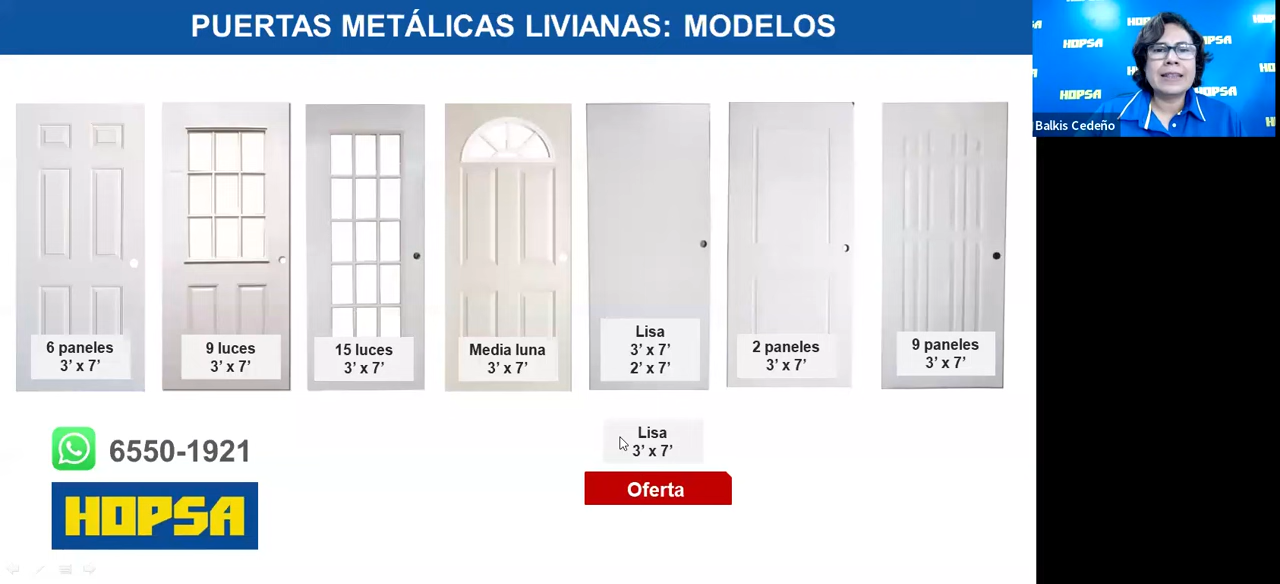 PUERTAS METÁLICAS LIVIANAS: MODELOS
HOPSA
HOPSA
HOPSA
Balkis Cedeño
6 paneles
3’ x 7’
9 luces
3’ x 7’
15 luces
3’ x 7’
Media luna
3’ x 7’
Lisa
3’ x 7’
2’ x 7’
2 paneles
3’ x 7’
9 paneles
3’ x 7’
Lisa
3’ x 7’
Oferta
6550-1921
HOPSA